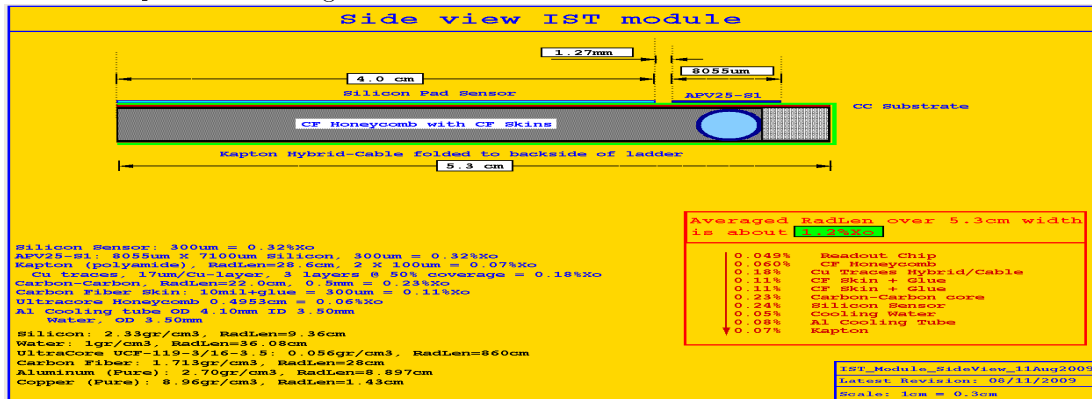 Side view IST module
1.27mm
8055um
4.0 cm
Silicon Pad Sensor
APV25-S1
CC Substrate
CF Honeycomb with CF Skins
Kapton Hybrid-Cable folded to backside of ladder
5.3 cm
Averaged RadLen over 5.3cm width
is about 1.2%Xo
Silicon Sensor: 300um = 0.32%Xo
APV25-S1: 8055um X 7100um Silicon, 300um = 0.32%Xo
Kapton (polyamide), RadLen=28.6cm, 2 X 100um = 0.07%Xo
Cu traces, 17um/Cu-layer, 3 layers @ 50% coverage = 0.18%Xo
Carbon-Carbon, RadLen=22.0cm, 0.5mm = 0.23%Xo
Carbon Fiber Skin: 10mil+glue = 300um = 0.11%Xo
Ultracore Honeycomb 0.4953cm = 0.06%Xo
Al Cooling tube OD 4.10mm ID 3.50mm
Water, OD 3.50mm
Silicon: 2.33gr/cm3, RadLen=9.36cm
Water: 1gr/cm3, RadLen=36.08cm
UltraCore UCF-119-3/16-3.5: 0.056gr/cm3, RadLen=860cm
Carbon Fiber: 1.713gr/cm3, RadLen=28cm
Aluminum (Pure): 2.70gr/cm3, RadLen=8.897cm
Copper (Pure): 8.96gr/cm3, RadLen=1.43cm
0.049% Readout Chip
0.060% CF Honeycomb
0.18% Cu Traces Hybrid/Cable
0.11% CF Skin + Glue
0.11% CF Skin + Glue
0.23% Carbon-Carbon core
0.24% Silicon Sensor
0.05% Cooling Water
0.08% Al Cooling Tube
0.07% Kapton
IST_Module_SideView_11Aug2009
Latest Revision: 08/11/2009
Scale: 1cm = 0.3cm